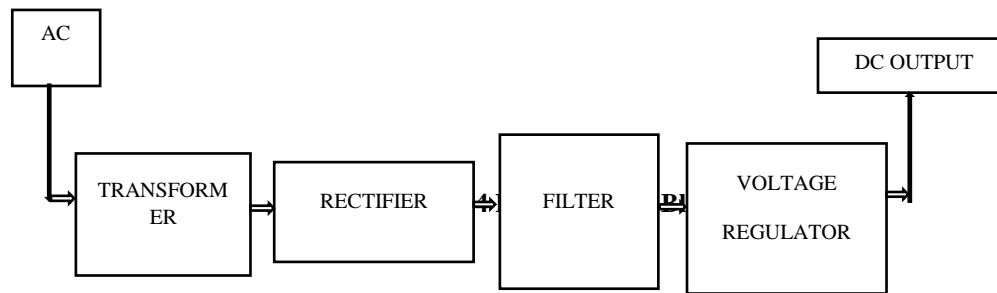 AC
DC OUTPUT
TRANSFORM
ER
RECTIFIER
FILTER
VOLTAGE
REGULATOR